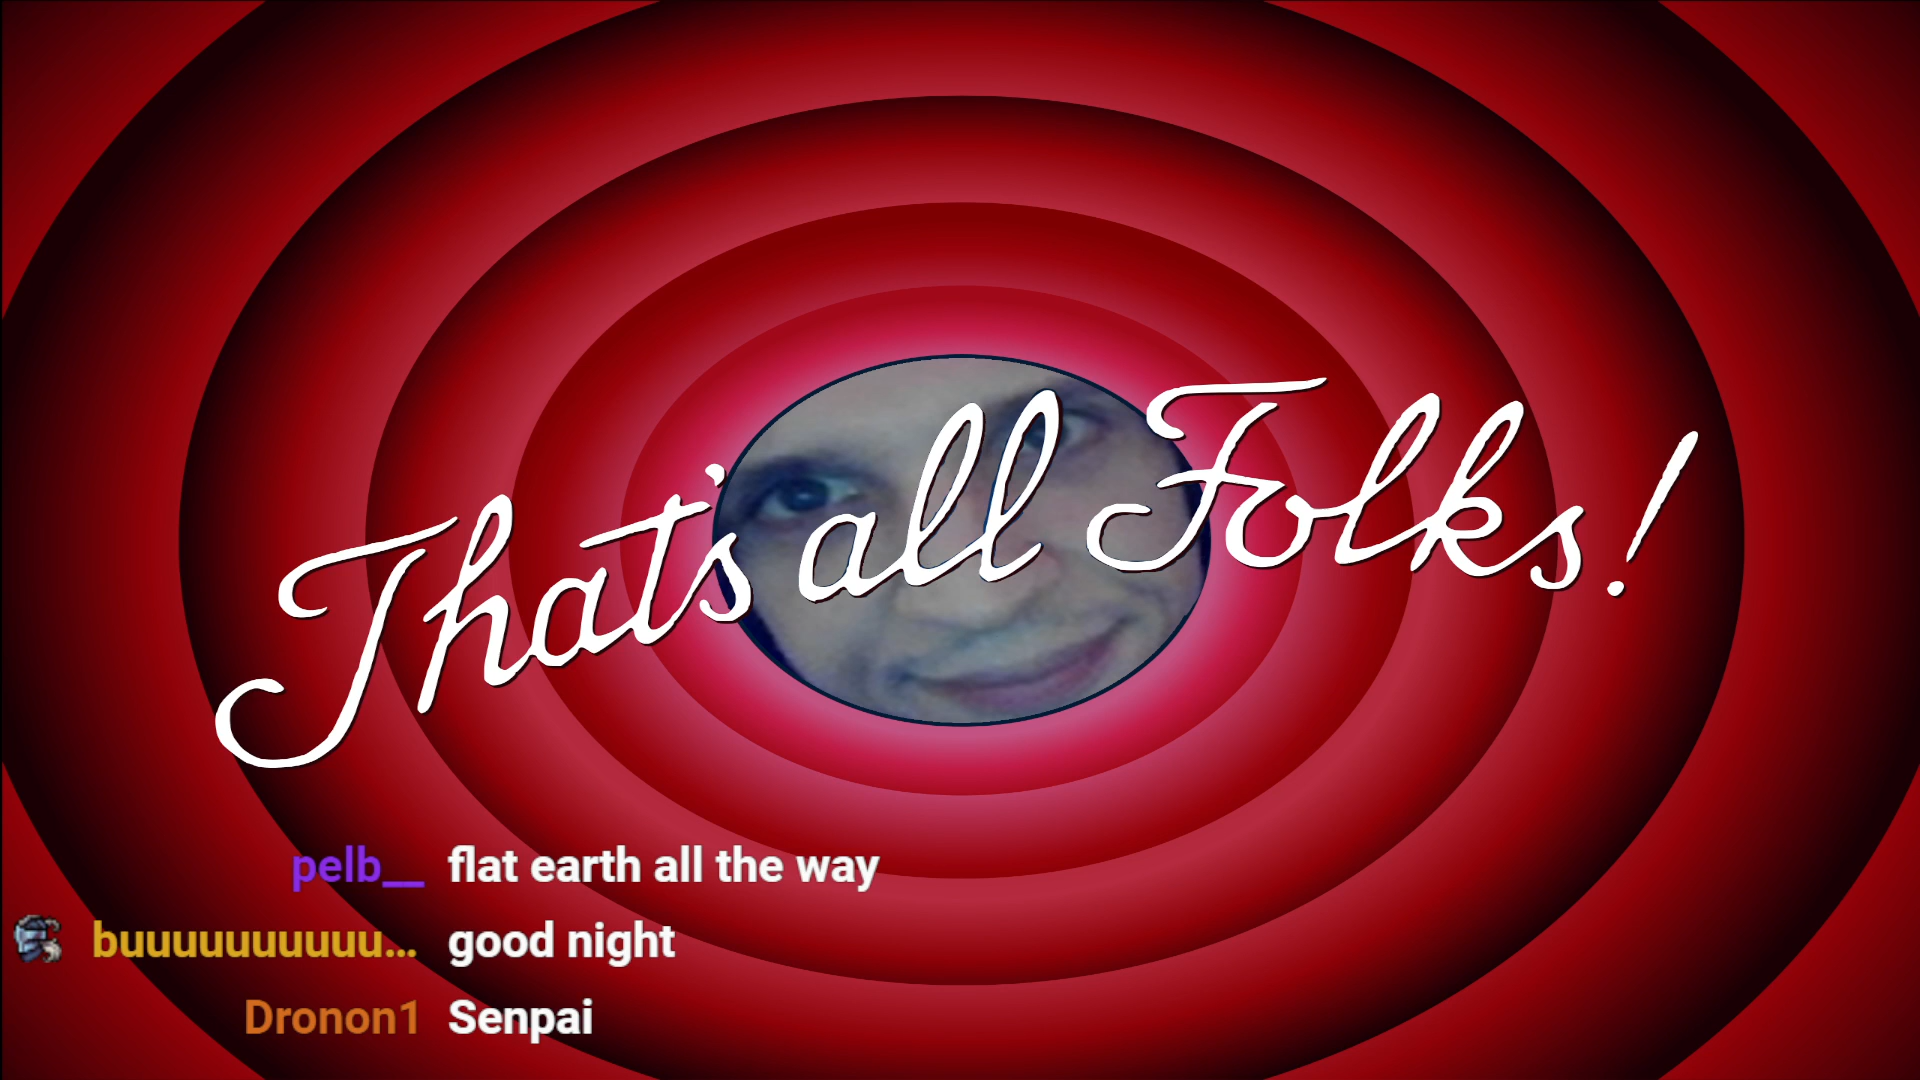 That's all Folks!
pelb__ flat earth all the way
buuuuuuuuuu... good night
Dronon1 Senpai